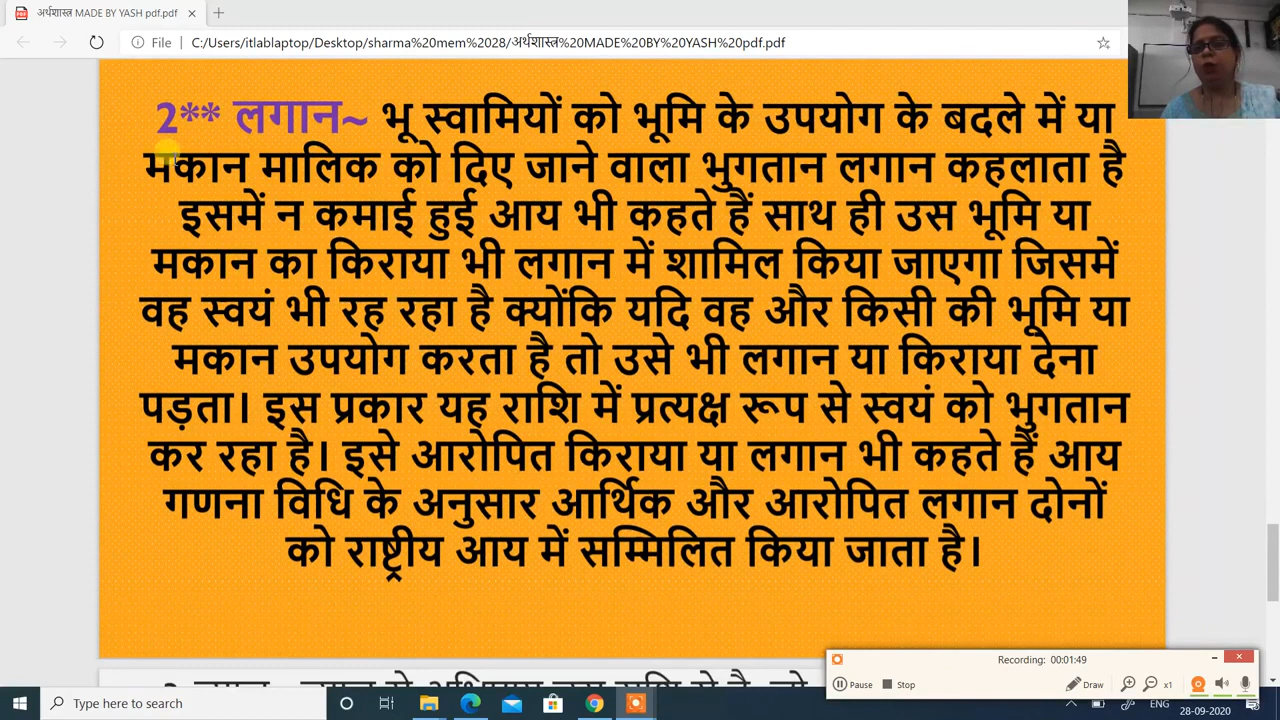 अर्थशास्त्र MADE BY YASH pdf.pdf
File C:/Users/itlablaptop/Desktop/sharma%20mem%2028/अर्थशास्त्र%20MADE%20BY%20YASH%20pdf.pdf
2** लगान~ भू स्वामियों को भूमि के उपयोग के बदले में या
मकान मालिक को दिए जाने वाला भुगतान लगान कहलाता है
इसमें न कमाई हुई आय भी कहते हैं साथ ही उस भूमि या
मकान का किराया भी लगान में शामिल किया जाएगा जिसमें
वह स्वयं भी रह रहा है क्योंकि यदि वह और किसी की भूमि या
मकान उपयोग करता है तो उसे भी लगान या किराया देना
पड़ता। इस प्रकार यह राशि में प्रत्यक्ष रूप से स्वयं को भुगतान
कर रहा है। इसे आरोपित किराया या लगान भी कहते हैं आय
गणना विधि के अनुसार आर्थिक और आरोपित लगान दोनों
को राष्ट्रीय आय में सम्मिलित किया जाता है।
Recording: 00:01:49
Pause Stop Draw x1
Type here to search
ENG
28-09-2020